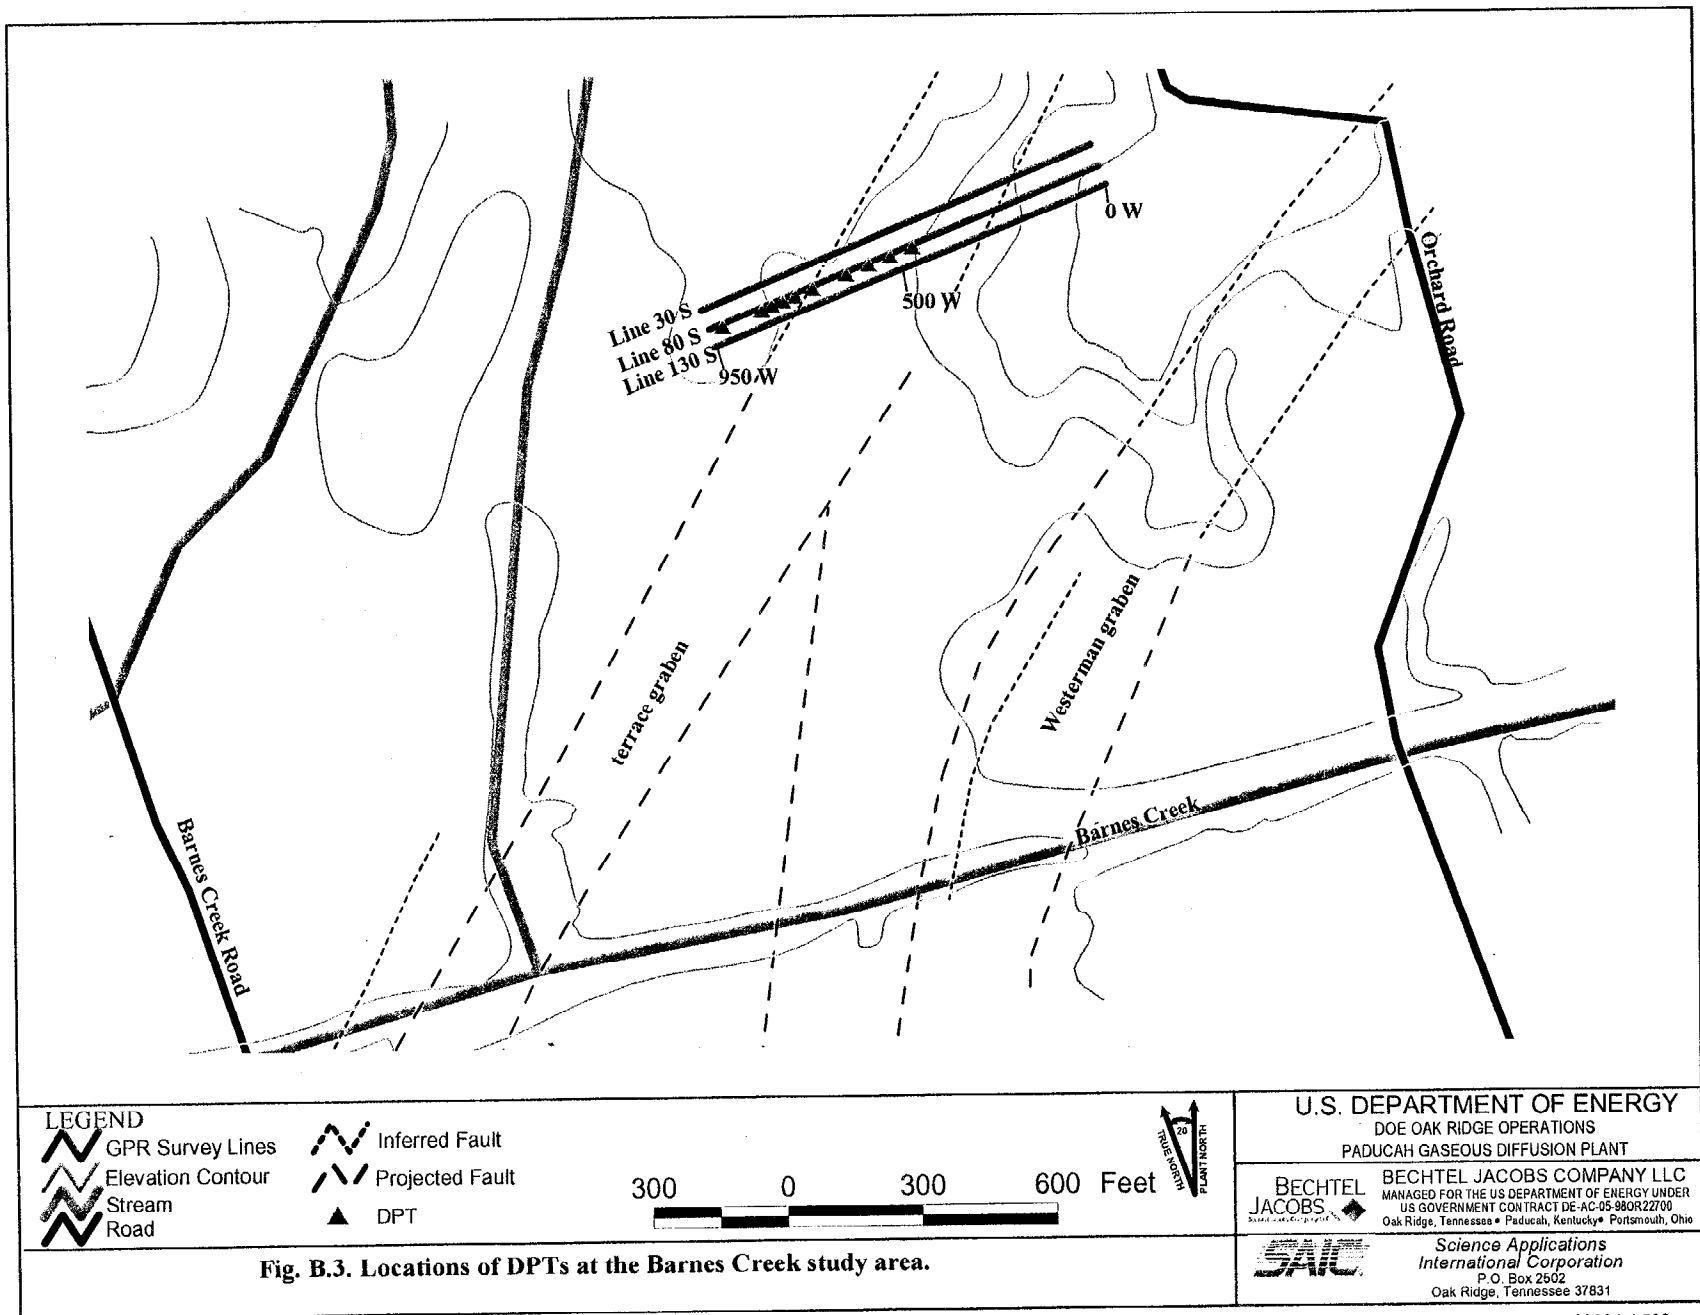 0 W
Orchard Road
500 W
Line 30 S
Line 80 S
Line 130 S
950 W
terrace graben
Westerman graben
Barnes Creek
Barnes Creek Road
LEGEND
GPR Survey Lines
Elevation Contour
Stream
Road
Inferred Fault
Projected Fault
DPT
300 0 300 600 Feet
TRUE NORTH
20
PLANT NORTH
Fig. B.3. Locations of DPTs at the Barnes Creek study area.
U.S. DEPARTMENT OF ENERGY
DOE OAK RIDGE OPERATIONS
PADUCAH GASEOUS DIFFUSION PLANT
BECHTEL
JACOBS
BECHTEL JACOBS COMPANY LLC
MANAGED FOR THE US DEPARTMENT OF ENERGY UNDER
US GOVERNMENT CONTRACT DE-AC-05-98OR22700
Oak Ridge, Tennessee • Paducah, Kentucky • Portsmouth, Ohio
SAIC
Science Applications
International Corporation
P.O. Box 2502
Oak Ridge, Tennessee 37831